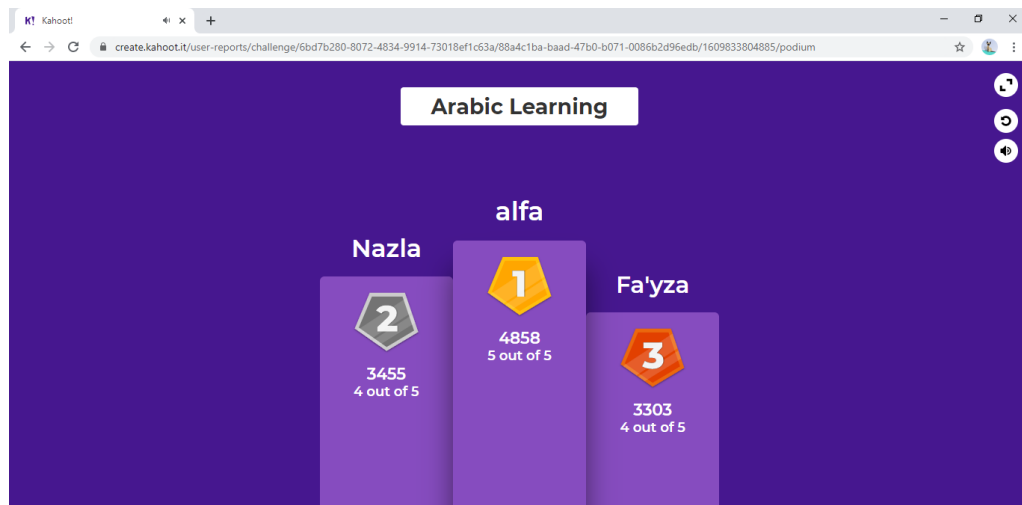 K! Kahoot!
create.kahoot.it/user-reports/challenge/6bd7b280-8072-4834-9914-73018ef1c63a/88a4c1ba-baad-47b0-b071-0086b2d96edb/1609833804885/podium
Arabic Learning
alfa
1
4858
5 out of 5
Nazla
2
3455
4 out of 5
Fa'yza
3
3303
4 out of 5